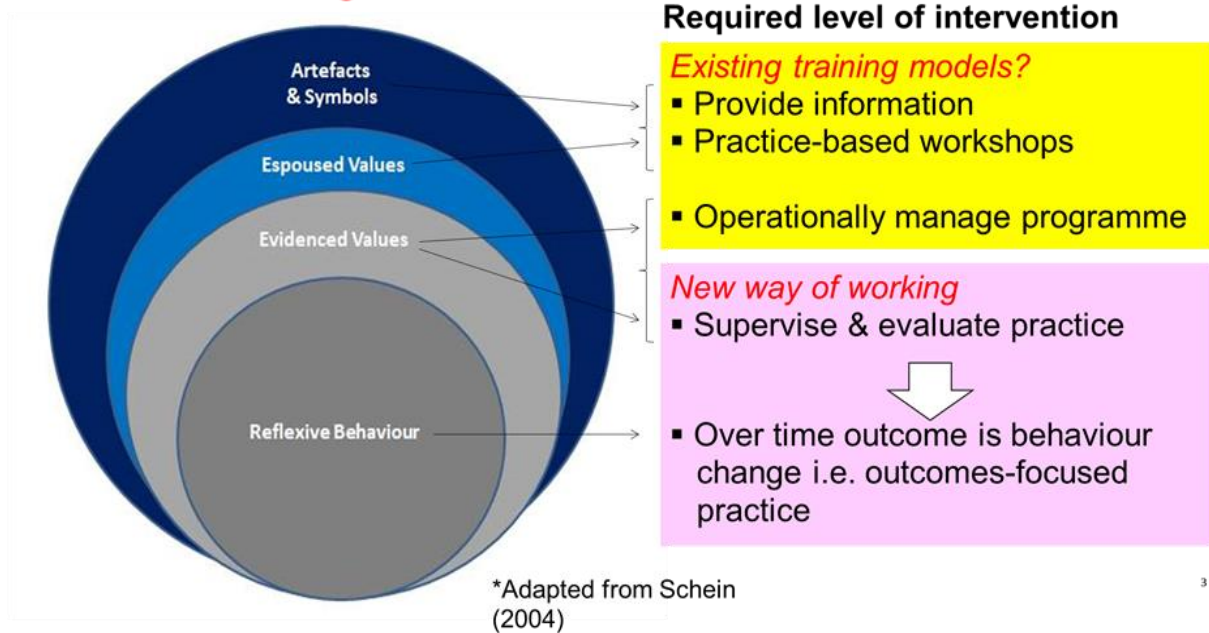 Required level of intervention
Artefacts
& Symbols
Espoused Values
Evidenced Values
Reflexive Behaviour
Existing training models?
▪ Provide information
▪ Practice-based workshops
▪ Operationally manage programme
New way of working
▪ Supervise & evaluate practice
▪ Over time outcome is behaviour
change i.e. outcomes-focused
practice
*Adapted from Schein
(2004)
3